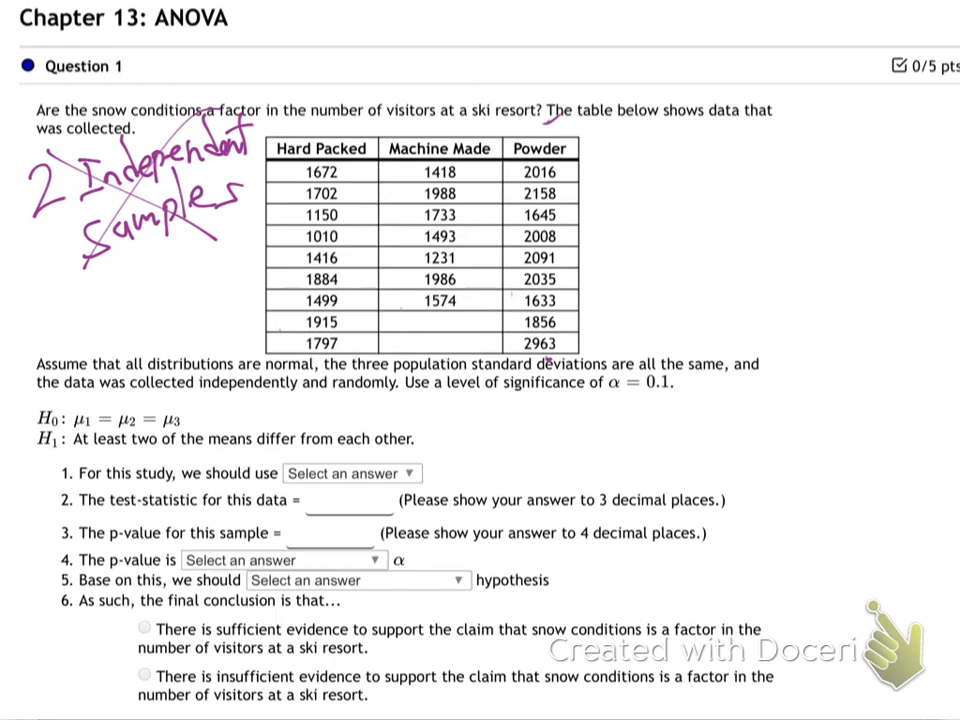 Chapter 13: ANOVA
Question 1
0/5 pts
Are the snow conditions a factor in the number of visitors at a ski resort? The table below shows data that
was collected.
2 Independent
Samples
Hard Packed Machine Made Powder
1672 1418 2016
1702 1988 2158
1150 1733 1645
1010 1493 2008
1416 1231 2091
1884 1986 2035
1499 1574 1633
1915 1856
1797 2963
Assume that all distributions are normal, the three population standard deviations are all the same, and
the data was collected independently and randomly. Use a level of significance of α = 0.1.
H₀: μ₁ = μ₂ = μ₃
H₁: At least two of the means differ from each other.
1. For this study, we should use Select an answer
2. The test-statistic for this data = (Please show your answer to 3 decimal places.)
3. The p-value for this sample = (Please show your answer to 4 decimal places.)
4. The p-value is Select an answer α
5. Base on this, we should Select an answer hypothesis
6. As such, the final conclusion is that...
There is sufficient evidence to support the claim that snow conditions is a factor in the
number of visitors at a ski resort.
There is insufficient evidence to support the claim that snow conditions is a factor in the
number of visitors at a ski resort.
Created with Doceri